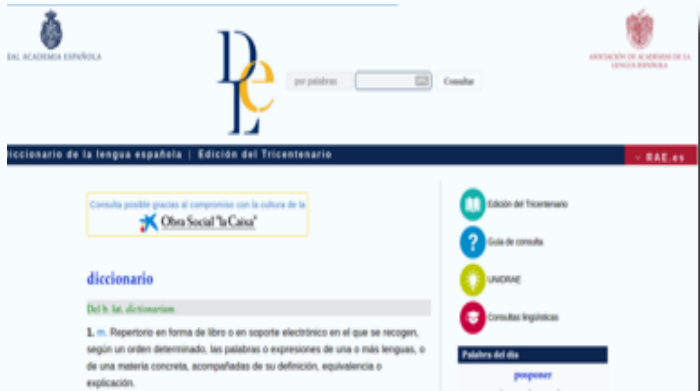 EAL ACADEMIA ESPAÑOLA
DLE
por palabras
Consultar
ASOCIACIÓN DE ACADEMIAS DE LA
LENGUA ESPAÑOLA
iccionario de la lengua española | Edición del Tricentenario
RAE.es
Consulta posible gracias al compromiso con la cultura de la
Obra Social "la Caixa"
diccionario
Del b. lat. dictionarium.
1. m. Repertorio en forma de libro o en soporte electrónico en el que se recogen,
según un orden determinado, las palabras o expresiones de una o más lenguas, o
de una materia concreta, acompañadas de su definición, equivalencia o
explicación.
Edición del Tricentenario
Guía de consulta
UNIDRAE
Consultas lingüísticas
Palabra del día
posponer